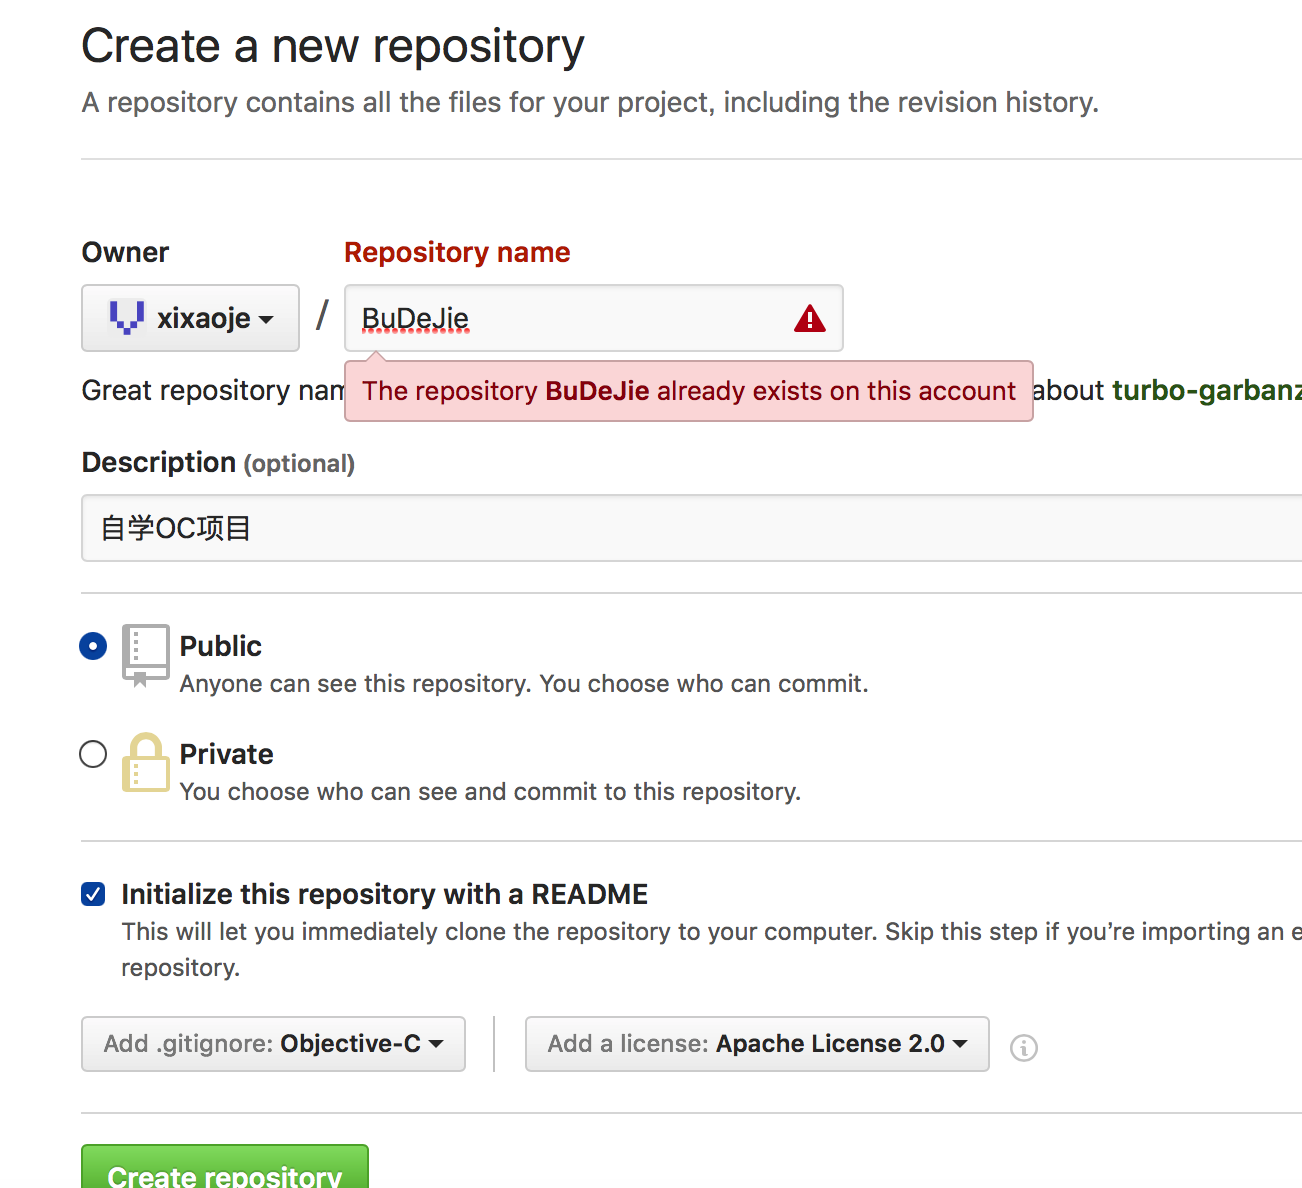 Create a new repository
A repository contains all the files for your project, including the revision history.
Owner
Repository name
xixaoje
/
BuDeJie
Great repository nam
The repository BuDeJie already exists on this account
about turbo-garbanz
Description (optional)
自学OC项目
Public
Anyone can see this repository. You choose who can commit.
Private
You choose who can see and commit to this repository.
Initialize this repository with a README
This will let you immediately clone the repository to your computer. Skip this step if you’re importing an e
repository.
Add .gitignore: Objective-C
Add a license: Apache License 2.0
Create repository